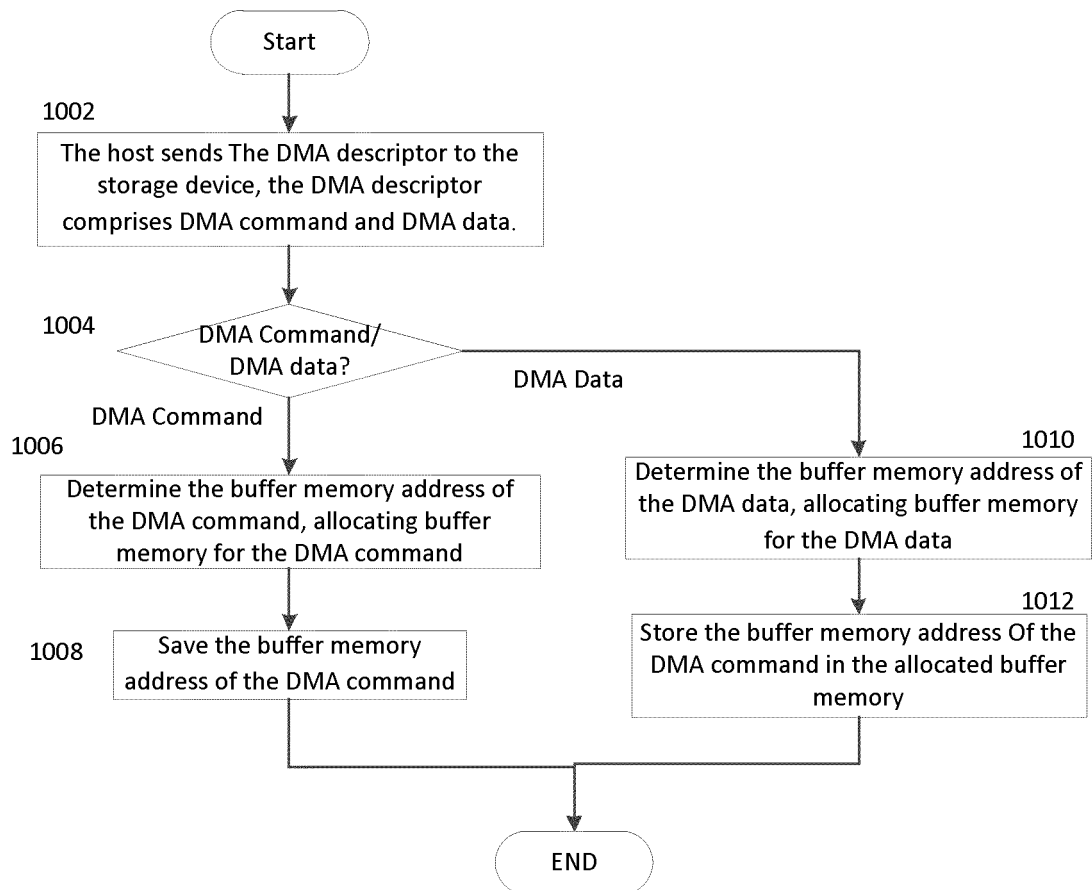 Start
1002
The host sends The DMA descriptor to the
storage device, the DMA descriptor
comprises DMA command and DMA data.
1004
DMA Command/
DMA data?
DMA Data
DMA Command
1006
Determine the buffer memory address of
the DMA command, allocating buffer
memory for the DMA command
1010
Determine the buffer memory address of
the DMA data, allocating buffer memory
for the DMA data
1008
Save the buffer memory
address of the DMA command
1012
Store the buffer memory address Of the
DMA command in the allocated buffer
memory
END